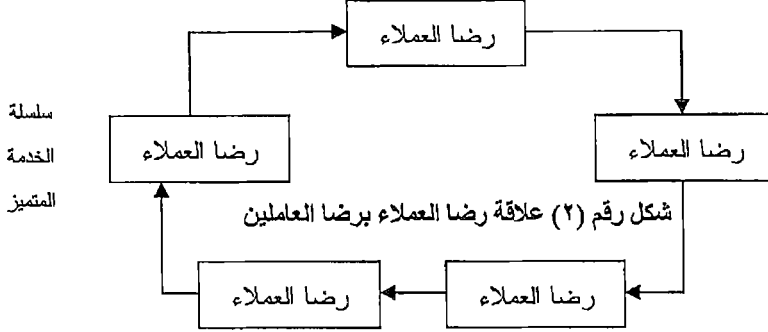 رضا العملاء
سلسلة
الخدمة
المتميز
رضا العملاء
رضا العملاء
شكل رقم (٢) علاقة رضا العملاء برضا العاملين
رضا العملاء
رضا العملاء